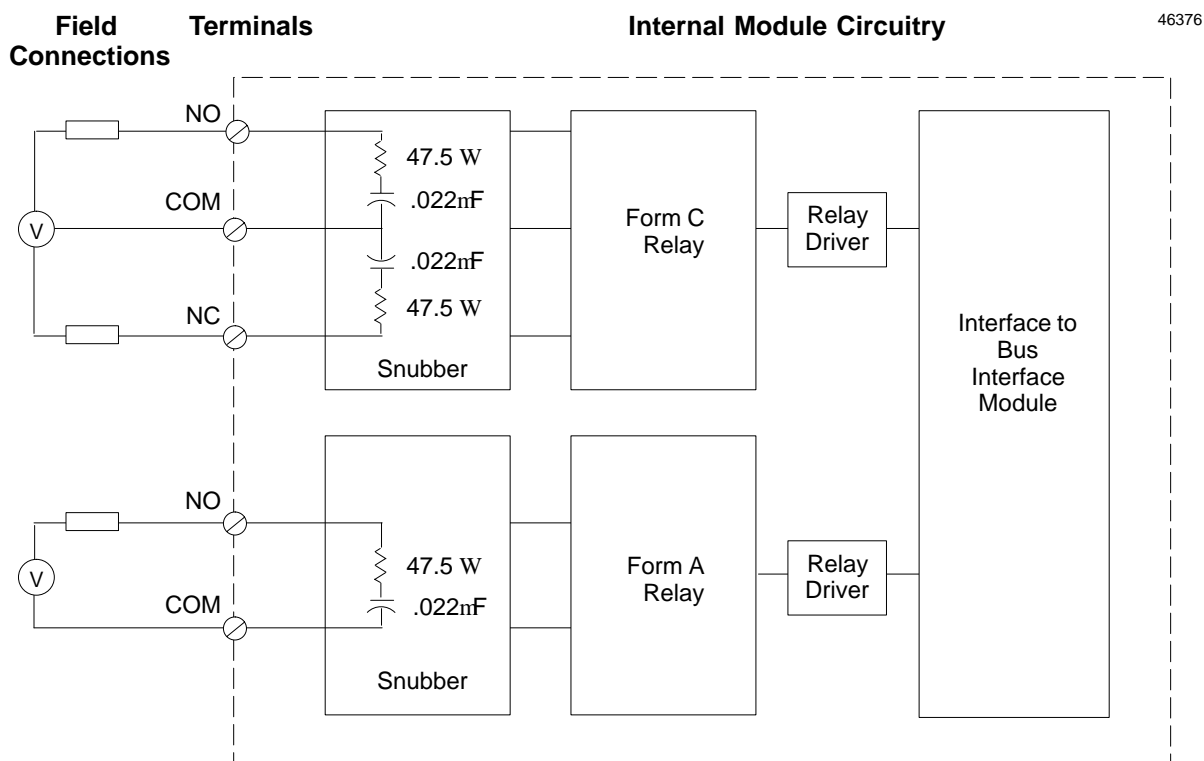 Field
Connections
Terminals
Internal Module Circuitry
46376
NO
COM
NC
V
47.5 W
.022mF
.022mF
47.5 W
Snubber
Form C
Relay
Relay
Driver
Interface to
Bus
Interface
Module
NO
COM
V
47.5 W
.022mF
Snubber
Form A
Relay
Relay
Driver